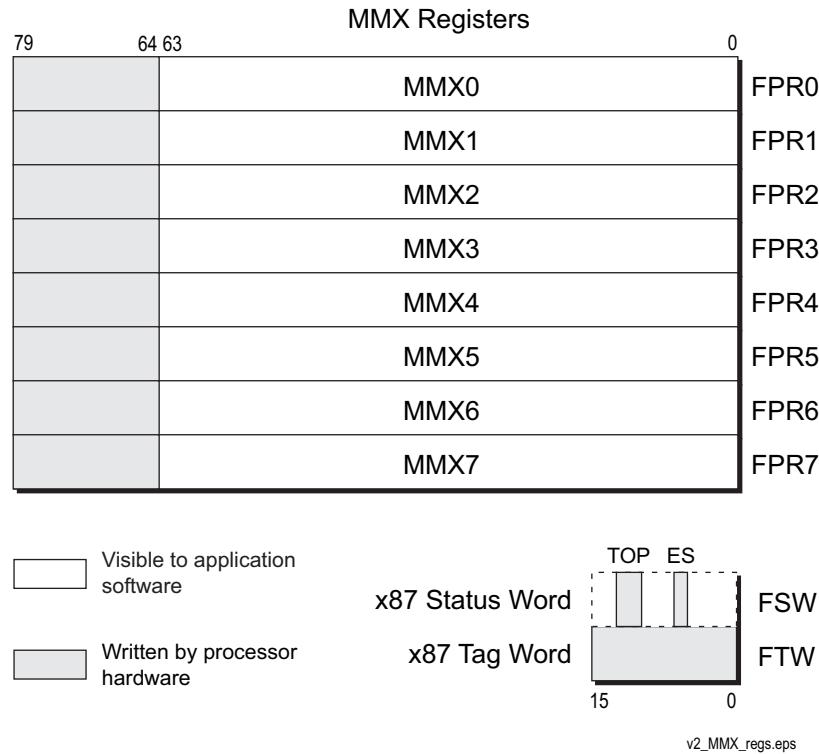 MMX Registers
79 64 63 0
MMX0 FPR0
MMX1 FPR1
MMX2 FPR2
MMX3 FPR3
MMX4 FPR4
MMX5 FPR5
MMX6 FPR6
MMX7 FPR7
Visible to application
software
Written by processor
hardware
TOP ES
x87 Status Word FSW
x87 Tag Word FTW
15 0
v2_MMX_regs.eps